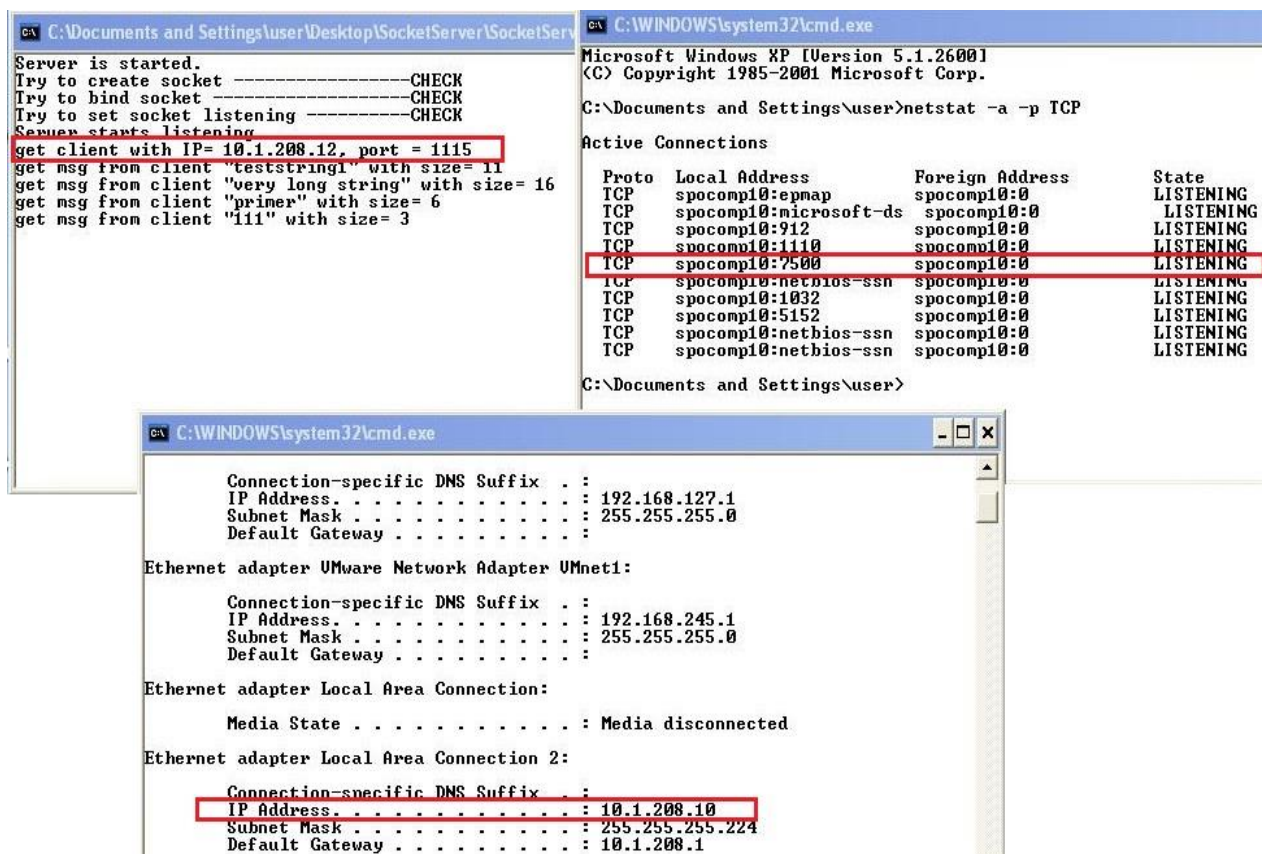 C:\Documents and Settings\user\Desktop\SocketServer\SocketServ
Server is started.
Try to create socket ------------------CHECK
Try to bind socket --------------------CHECK
Try to set socket listening -----------CHECK
Server starts listening
get client with IP= 10.1.208.12, port = 1115
get msg from client "teststring1" with size= 11
get msg from client "very long string" with size= 16
get msg from client "primer" with size= 6
get msg from client "111" with size= 3
C:\WINDOWS\system32\cmd.exe
Microsoft Windows XP [Version 5.1.2600]
(C) Copyright 1985-2001 Microsoft Corp.
C:\Documents and Settings\user>netstat -a -p TCP
Active Connections
Proto Local Address Foreign Address State
TCP spocomp10:epmap spocomp10:0 LISTENING
TCP spocomp10:microsoft-ds spocomp10:0 LISTENING
TCP spocomp10:912 spocomp10:0 LISTENING
TCP spocomp10:1110 spocomp10:0 LISTENING
TCP spocomp10:7500 spocomp10:0 LISTENING
TCP spocomp10:netbios-ssn spocomp10:0 LISTENING
TCP spocomp10:1032 spocomp10:0 LISTENING
TCP spocomp10:5152 spocomp10:0 LISTENING
TCP spocomp10:netbios-ssn spocomp10:0 LISTENING
TCP spocomp10:netbios-ssn spocomp10:0 LISTENING
C:\Documents and Settings\user>
C:\WINDOWS\system32\cmd.exe
Connection-specific DNS Suffix . :
IP Address. . . . . . . . . . . . : 192.168.127.1
Subnet Mask . . . . . . . . . . . : 255.255.255.0
Default Gateway . . . . . . . . . :
Ethernet adapter VMware Network Adapter VMnet1:
Connection-specific DNS Suffix . :
IP Address. . . . . . . . . . . . : 192.168.245.1
Subnet Mask . . . . . . . . . . . : 255.255.255.0
Default Gateway . . . . . . . . . :
Ethernet adapter Local Area Connection:
Media State . . . . . . . . . . . : Media disconnected
Ethernet adapter Local Area Connection 2:
Connection-specific DNS Suffix . :
IP Address. . . . . . . . . . . . : 10.1.208.10
Subnet Mask . . . . . . . . . . . : 255.255.255.224
Default Gateway . . . . . . . . . : 10.1.208.1